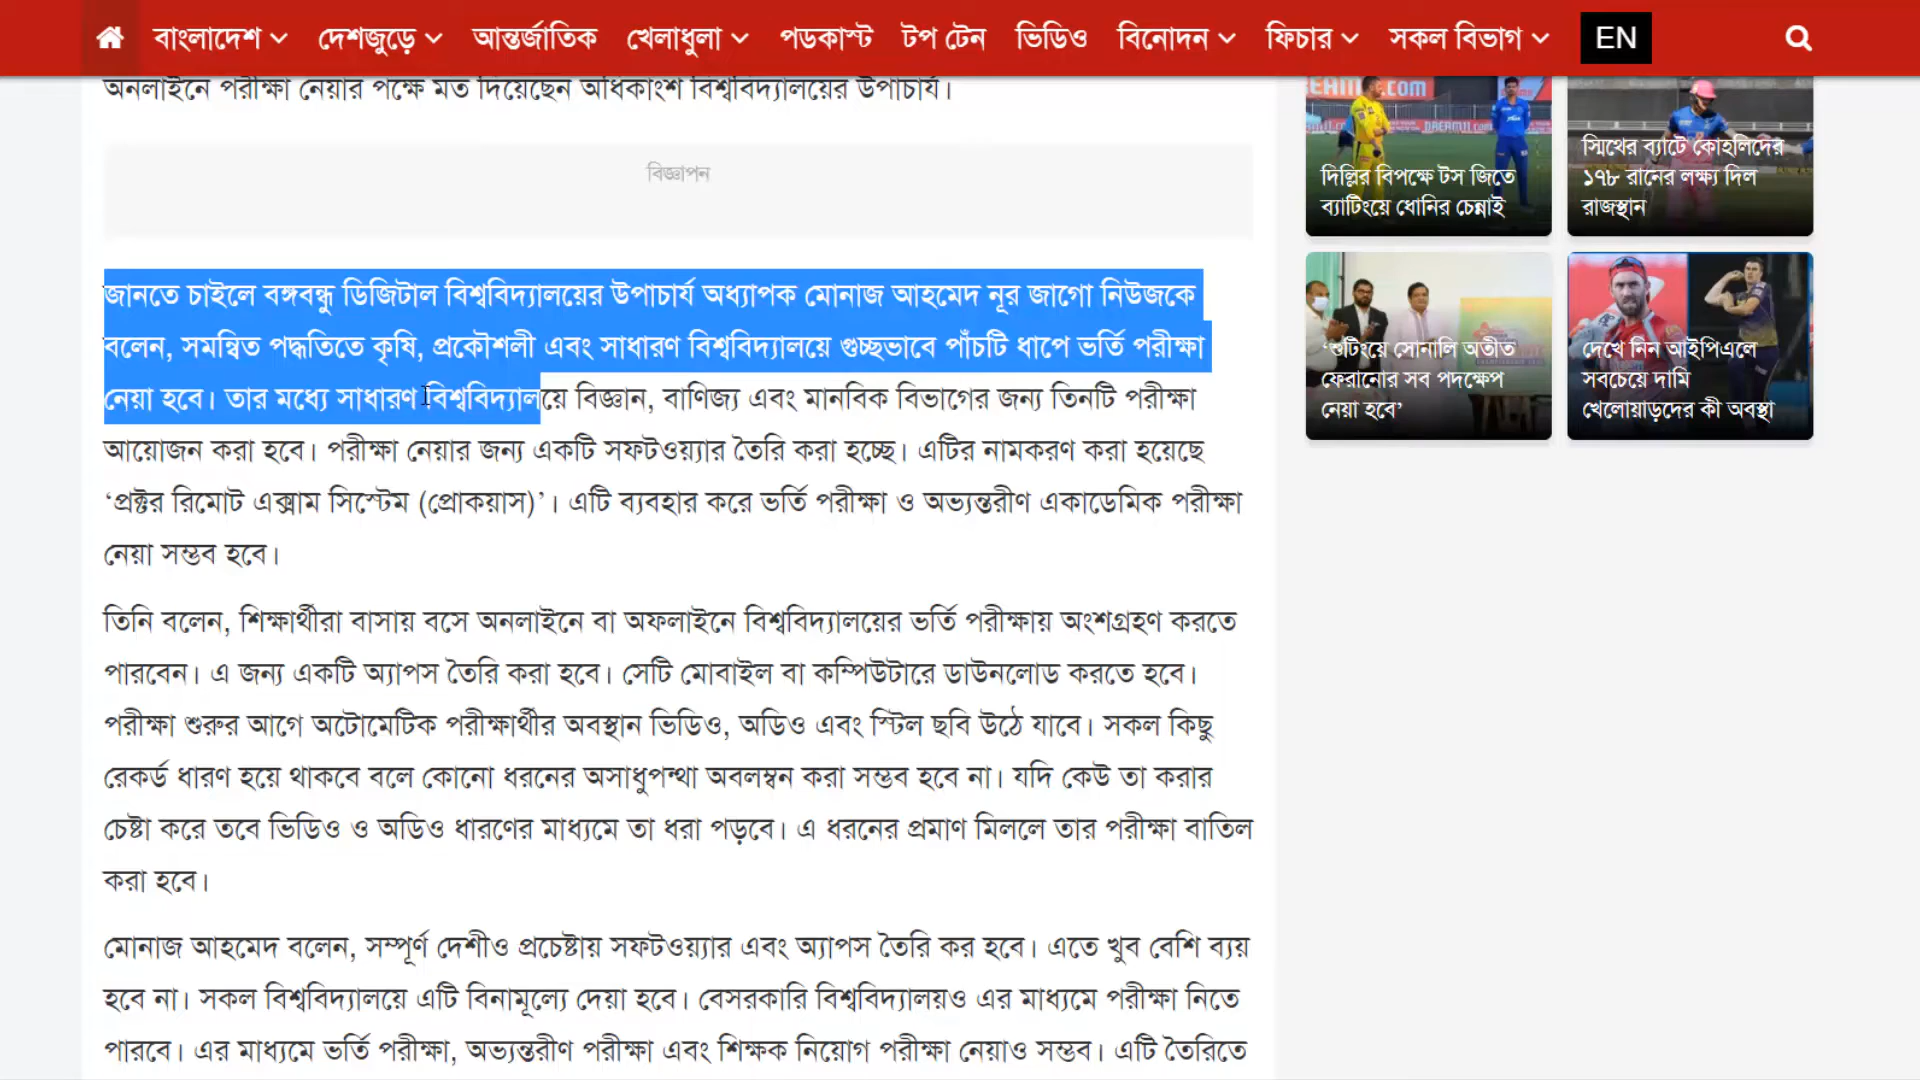 বাংলাদেশ
দেশজুড়ে
আন্তর্জাতিক
খেলাধুলা
পডকাস্ট
টপ টেন
ভিডিও
বিনোদন
ফিচার
সকল বিভাগ
EN
অনলাইনে পরীক্ষা নেয়ার পক্ষে মত দিয়েছেন অধিকাংশ বিশ্ববিদ্যালয়ের উপাচার্য।
বিজ্ঞাপন
জানতে চাইলে বঙ্গবন্ধু ডিজিটাল বিশ্ববিদ্যালয়ের উপাচার্য অধ্যাপক মোনাজ আহমেদ নূর জাগো নিউজকে
বলেন, সমন্বিত পদ্ধতিতে কৃষি, প্রকৌশলী এবং সাধারণ বিশ্ববিদ্যালয়ে গুচ্ছভাবে পাঁচটি ধাপে ভর্তি পরীক্ষা
নেয়া হবে। তার মধ্যে সাধারণ বিশ্ববিদ্যালয়ে বিজ্ঞান, বাণিজ্য এবং মানবিক বিভাগের জন্য তিনটি পরীক্ষা
আয়োজন করা হবে। পরীক্ষা নেয়ার জন্য একটি সফটওয়্যার তৈরি করা হচ্ছে। এটির নামকরণ করা হয়েছে
‘প্রক্টর রিমোট এক্সাম সিস্টেম (প্রোকয়াস)’। এটি ব্যবহার করে ভর্তি পরীক্ষা ও অভ্যন্তরীণ একাডেমিক পরীক্ষা
নেয়া সম্ভব হবে।
তিনি বলেন, শিক্ষার্থীরা বাসায় বসে অনলাইনে বা অফলাইনে বিশ্ববিদ্যালয়ের ভর্তি পরীক্ষায় অংশগ্রহণ করতে
পারবেন। এ জন্য একটি অ্যাপস তৈরি করা হবে। সেটি মোবাইল বা কম্পিউটারে ডাউনলোড করতে হবে।
পরীক্ষা শুরুর আগে অটোমেটিক পরীক্ষার্থীর অবস্থান ভিডিও, অডিও এবং স্টিল ছবি উঠে যাবে। সকল কিছু
রেকর্ড ধারণ হয়ে থাকবে বলে কোনো ধরনের অসাধুপন্থা অবলম্বন করা সম্ভব হবে না। যদি কেউ তা করার
চেষ্টা করে তবে ভিডিও ও অডিও ধারণের মাধ্যমে তা ধরা পড়বে। এ ধরনের প্রমাণ মিললে তার পরীক্ষা বাতিল
করা হবে।
মোনাজ আহমেদ বলেন, সম্পূর্ণ দেশীও প্রচেষ্টায় সফটওয়্যার এবং অ্যাপস তৈরি কর হবে। এতে খুব বেশি ব্যয়
হবে না। সকল বিশ্ববিদ্যালয়ে এটি বিনামূল্যে দেয়া হবে। বেসরকারি বিশ্ববিদ্যালয়ও এর মাধ্যমে পরীক্ষা নিতে
পারবে। এর মাধ্যমে ভর্তি পরীক্ষা, অভ্যন্তরীণ পরীক্ষা এবং শিক্ষক নিয়োগ পরীক্ষা নেয়াও সম্ভব। এটি তৈরিতে
দিল্লির বিপক্ষে টস জিতে
ব্যাটিংয়ে ধোনির চেন্নাই
স্মিথের ব্যাটে কোহলিদের
১৭৮ রানের লক্ষ্য দিল
রাজস্থান
‘শুটিংয়ে সোনালি অতীত
ফেরানোর সব পদক্ষেপ
নেয়া হবে’
দেখে নিন আইপিএলে
সবচেয়ে দামি
খেলোয়াড়দের কী অবস্থা